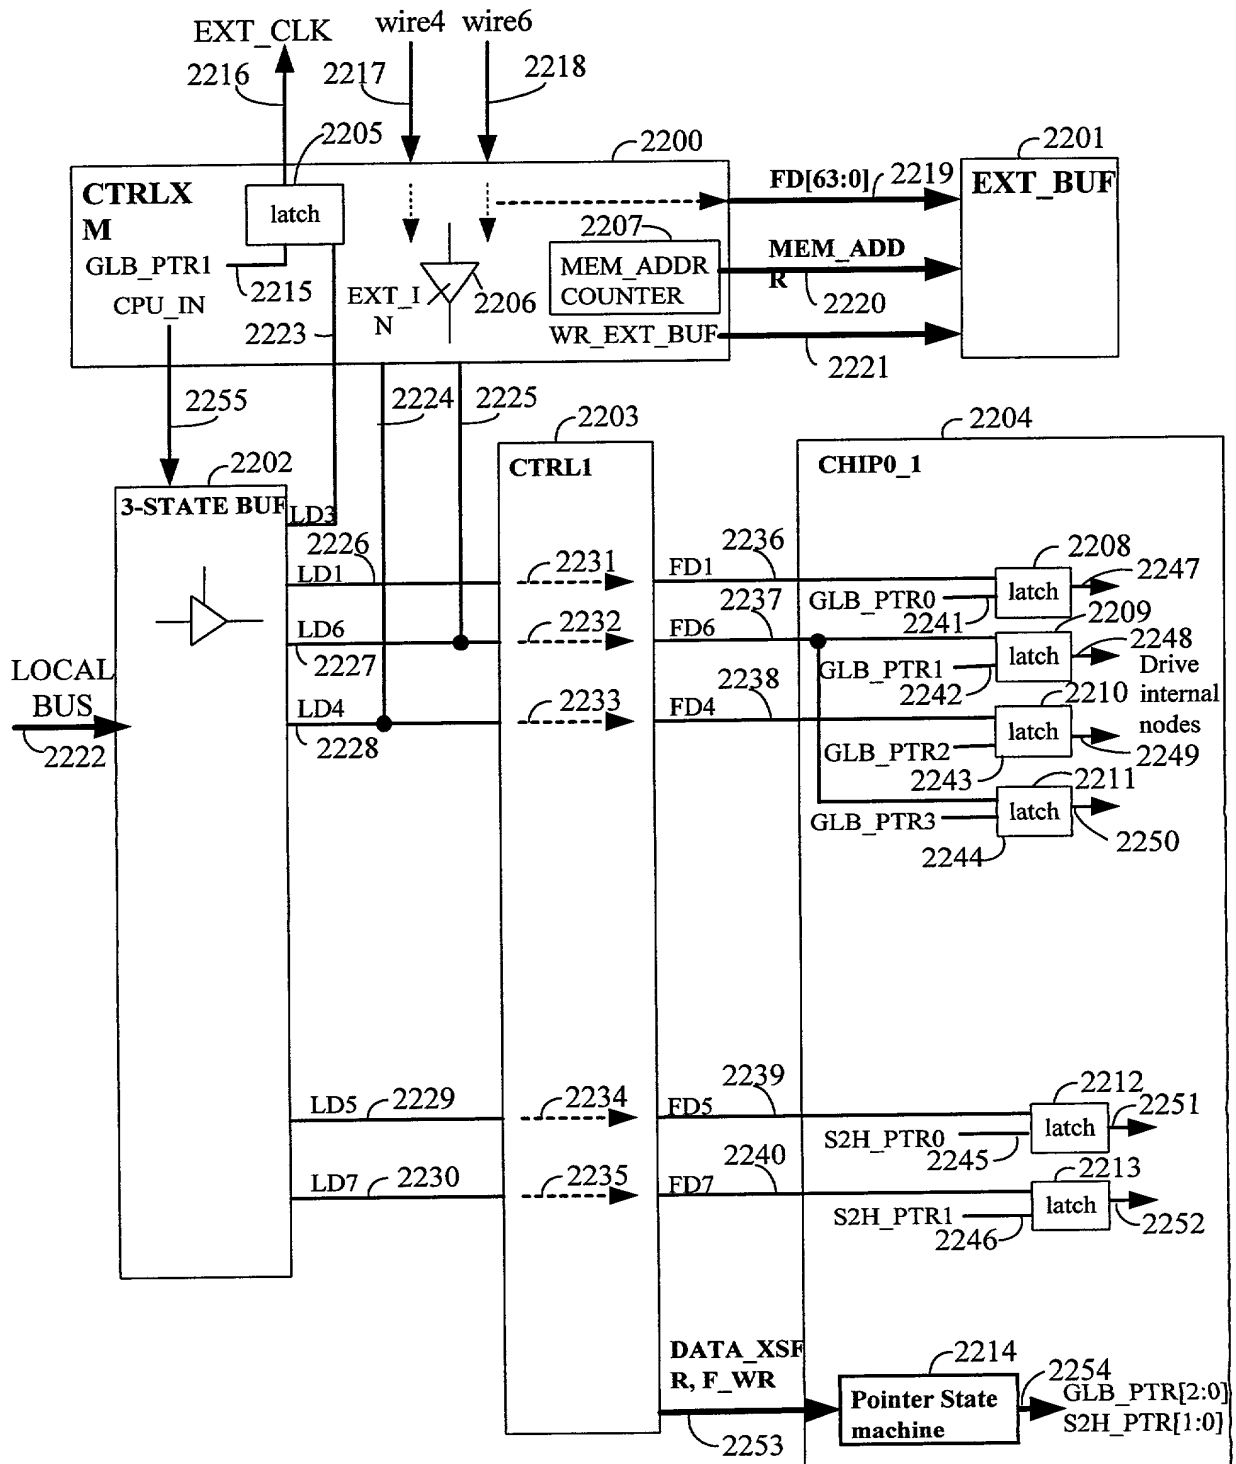 EXT_CLK
wire4 wire6
2216
2217
2218
2205
2200
2201
CTRLX
M
latch
FD[63:0]
2219
EXT_BUF
2207
GLB_PTR1
2215
CPU_IN
2223
EXT_I
N
2206
MEM_ADDR
COUNTER
MEM_ADD
R
2220
WR_EXT_BUF
2221
2255
2224
2225
2203
2204
2202
3-STATE BUF
CTRL1
CHIP0_1
LD3
2226
2236
2208
LD1
2231
FD1
latch
2247
GLB_PTR0
2241
2237
2209
LD6
2227
2232
FD6
latch
2248
GLB_PTR1
2242
Drive
internal
nodes
LOCAL
BUS
2222
2238
2210
LD4
2228
2233
FD4
latch
2249
GLB_PTR2
2243
2211
latch
GLB_PTR3
2244
2250
2239
2212
LD5
2229
2234
FD5
latch
2251
S2H_PTR0
2245
2240
2213
LD7
2230
2235
FD7
latch
2252
S2H_PTR1
2246
DATA_XSF
R, F_WR
2253
2214
Pointer State
machine
2254
GLB_PTR[2:0]
S2H_PTR[1:0]